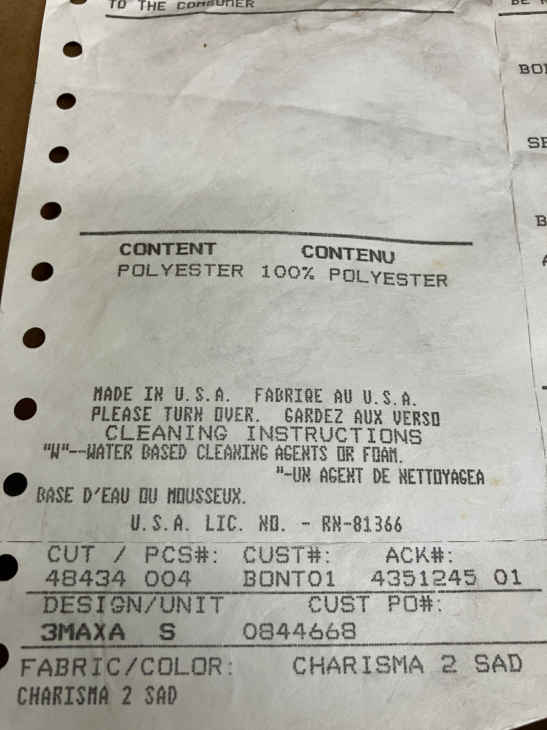 TO THE CONSUMER
CONTENT CONTENU
POLYESTER 100% POLYESTER
MADE IN U.S.A. FABRIQE AU U.S.A.
PLEASE TURN OVER. GARDEZ AUX VERSO
CLEANING INSTRUCTIONS
"W"--WATER BASED CLEANING AGENTS OR FOAM.
"-UN AGENT DE NETTOYAGEA
BASE D'EAU OU MOUSSEUX.
U.S.A. LIC. NO. - RN-81366
CUT / PCS#: CUST#: ACK#:
48434 004 BONT01 4351245 01
DESIGN/UNIT CUST PO#:
3MAXA S 0844668
FABRIC/COLOR: CHARISMA 2 SAD
CHARISMA 2 SAD